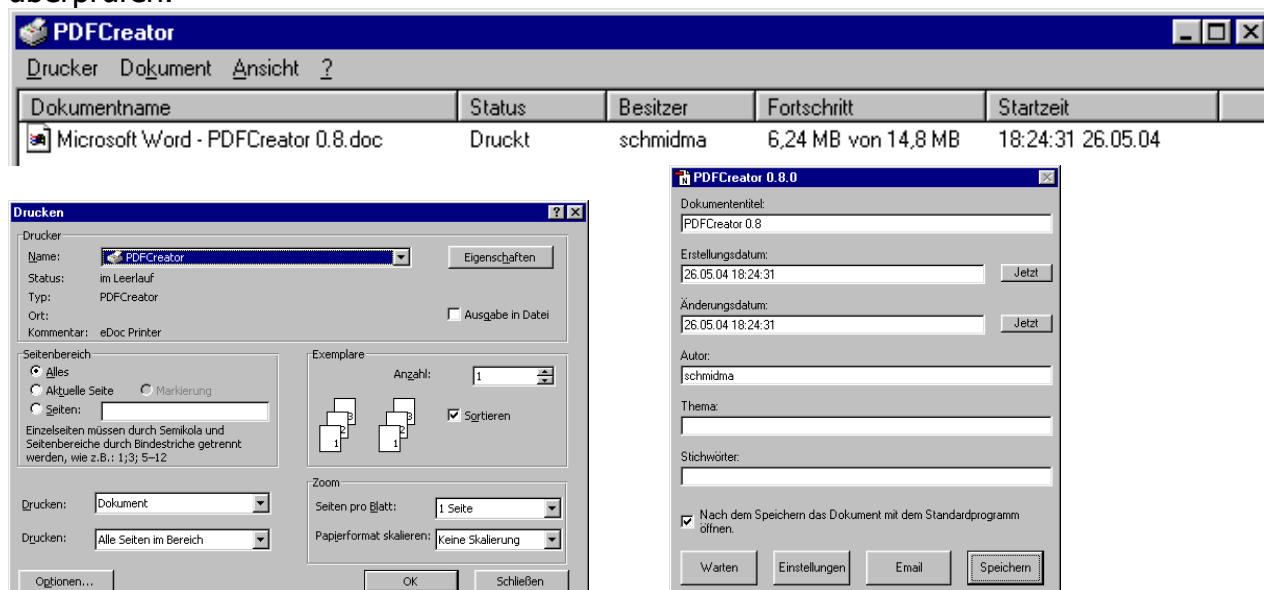 überprüfen.
PDFCreator
Drucker Dokument Ansicht ?
Dokumentname Status Besitzer Fortschritt Startzeit
Microsoft Word - PDFCreator 0.8.doc Druckt schmidma 6,24 MB von 14,8 MB 18:24:31 26.05.04
Drucken
Drucker
Name: PDFCreator Eigenschaften
Status: im Leerlauf
Typ: PDFCreator
Ort: Ausgabe in Datei
Kommentar: eDoc Printer
Seitenbereich
Alles
Aktuelle Seite Markierung
Seiten:
Einzelseiten müssen durch Semikola und
Seitenbereiche durch Bindestriche getrennt
werden, wie z.B.: 1;3; 5–12
Exemplare
Anzahl: 1
Sortieren
3 3
2 2
1 1
Drucken: Dokument
Drucken: Alle Seiten im Bereich
Zoom
Seiten pro Blatt: 1 Seite
Papierformat skalieren: Keine Skalierung
Optionen... OK Schließen
PDFCreator 0.8.0
Dokumententitel:
PDFCreator 0.8
Erstellungsdatum:
26.05.04 18:24:31 Jetzt
Änderungsdatum:
26.05.04 18:24:31 Jetzt
Autor:
schmidma
Thema:
Stichwörter:
Nach dem Speichern das Dokument mit dem Standardprogramm
öffnen.
Warten Einstellungen Email Speichern